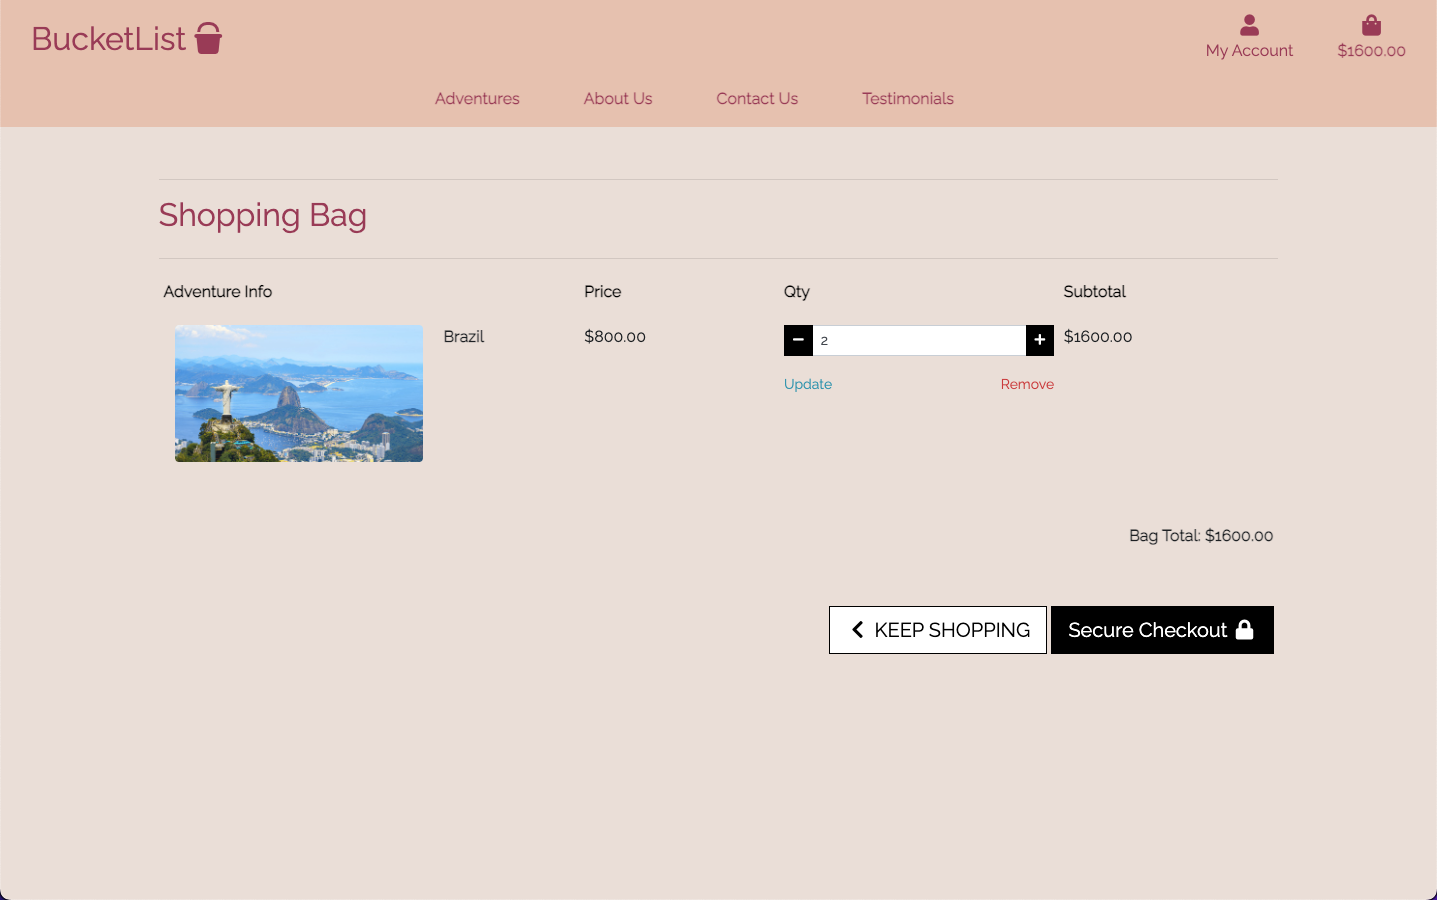 BucketList
My Account
$1600.00
Adventures About Us Contact Us Testimonials
Shopping Bag
Adventure Info Price Qty Subtotal
Brazil $800.00 2 $1600.00
Update Remove
Bag Total: $1600.00
KEEP SHOPPING Secure Checkout